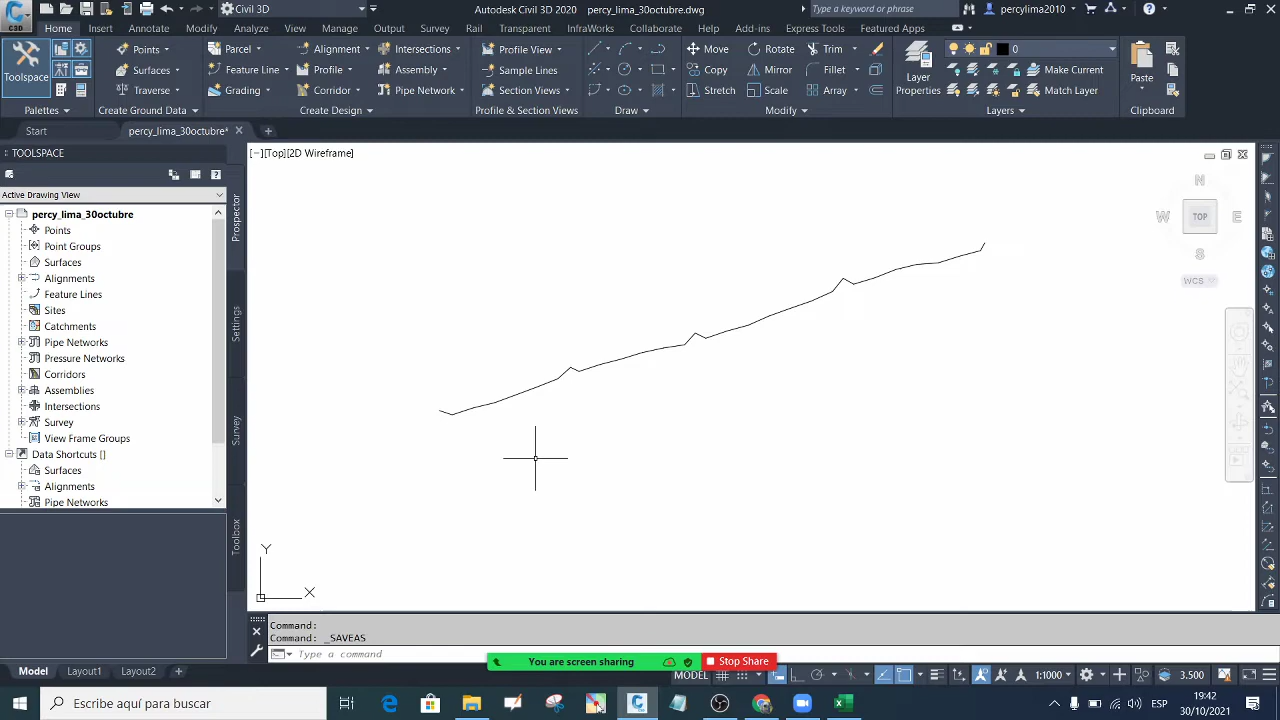 Civil 3D
Autodesk Civil 3D 2020 percy_lima_30octubre.dwg
Type a keyword or phrase
percylima2010
C3D
Home Insert Annotate Modify Analyze View Manage Output Survey Rail Transparent InfraWorks Collaborate Help Add-ins Express Tools Featured Apps
Toolspace
Palettes
Points
Surfaces
Traverse
Create Ground Data
Parcel
Feature Line
Grading
Alignment
Profile
Corridor
Intersections
Assembly
Pipe Network
Create Design
Profile View
Sample Lines
Section Views
Profile & Section Views
Draw
Move
Copy
Stretch
Rotate
Mirror
Scale
Trim
Fillet
Array
Modify
Layer
Properties
0
Make Current
Match Layer
Layers
Paste
Clipboard
Start
percy_lima_30octubre*
TOOLSPACE
Active Drawing View
percy_lima_30octubre
Points
Point Groups
Surfaces
Alignments
Feature Lines
Sites
Catchments
Pipe Networks
Pressure Networks
Corridors
Assemblies
Intersections
Survey
View Frame Groups
Data Shortcuts []
Surfaces
Alignments
Pipe Networks
Prospector
Settings
Survey
Toolbox
[−][Top][2D Wireframe]
N
W TOP E
S
WCS
Y
X
Command:
Command: _SAVEAS
Type a command
You are screen sharing
Stop Share
Model Layout1 Layout2
MODEL
1:1000
3.500
Escribe aquí para buscar
ESP
19:42
30/10/2021